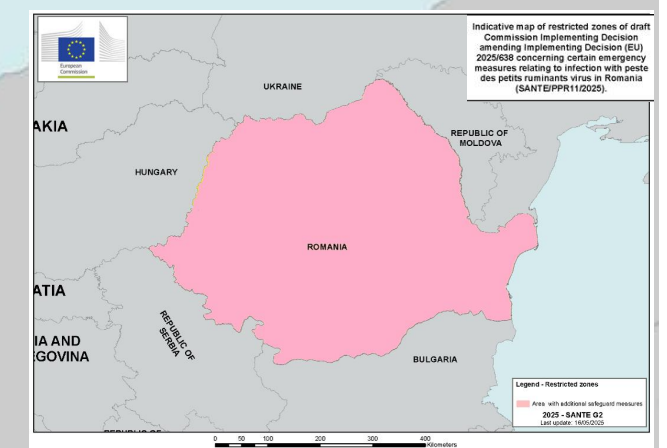 Indicative map of restricted zones of draft
Commission Implementing Decision
amending Implementing Decision (EU)
2025/638 concerning certain emergency
measures relating to infection with peste
des petits ruminants virus in Romania
(SANTE/PPR11/2025).
European
Commission
UKRAINE
AKIA
REPUBLIC OF
MOLDOVA
HUNGARY
ROMANIA
ATIA
REPUBLIC OF
SERBIA
IA AND
EGOVINA
BULGARIA
Legend - Restricted zones
Area with additional safeguard measures
2025 - SANTE G2
Last update: 16/05/2025
REPUBLIC OF
0 50 100 200 300 400
Kilometers